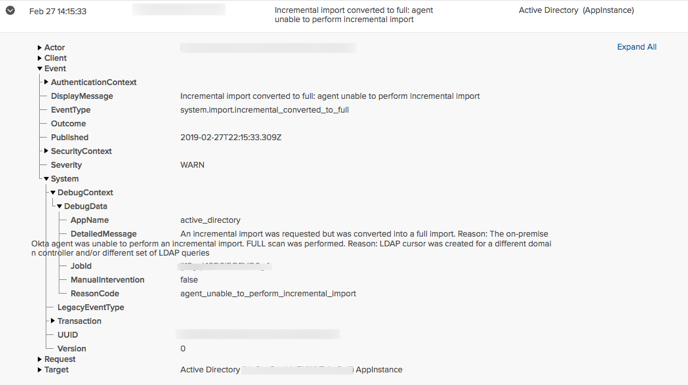 Feb 27 14:15:33 Incremental import converted to full: agent Active Directory (AppInstance)
unable to perform incremental import
Actor Expand All
Client
Event
AuthenticationContext
DisplayMessage Incremental import converted to full: agent unable to perform incremental import
EventType system.import.incremental_converted_to_full
Outcome
Published 2019-02-27T22:15:33.309Z
SecurityContext
Severity WARN
System
DebugContext
DebugData
AppName active_directory
DetailedMessage An incremental import was requested but was converted into a full import. Reason: The on-premise
Okta agent was unable to perform an incremental import. FULL scan was performed. Reason: LDAP cursor was created for a different domai
n controller and/or different set of LDAP queries
JobId
ManualIntervention false
ReasonCode agent_unable_to_perform_incremental_import
LegacyEventType
Transaction
UUID
Version 0
Request
Target Active Directory AppInstance